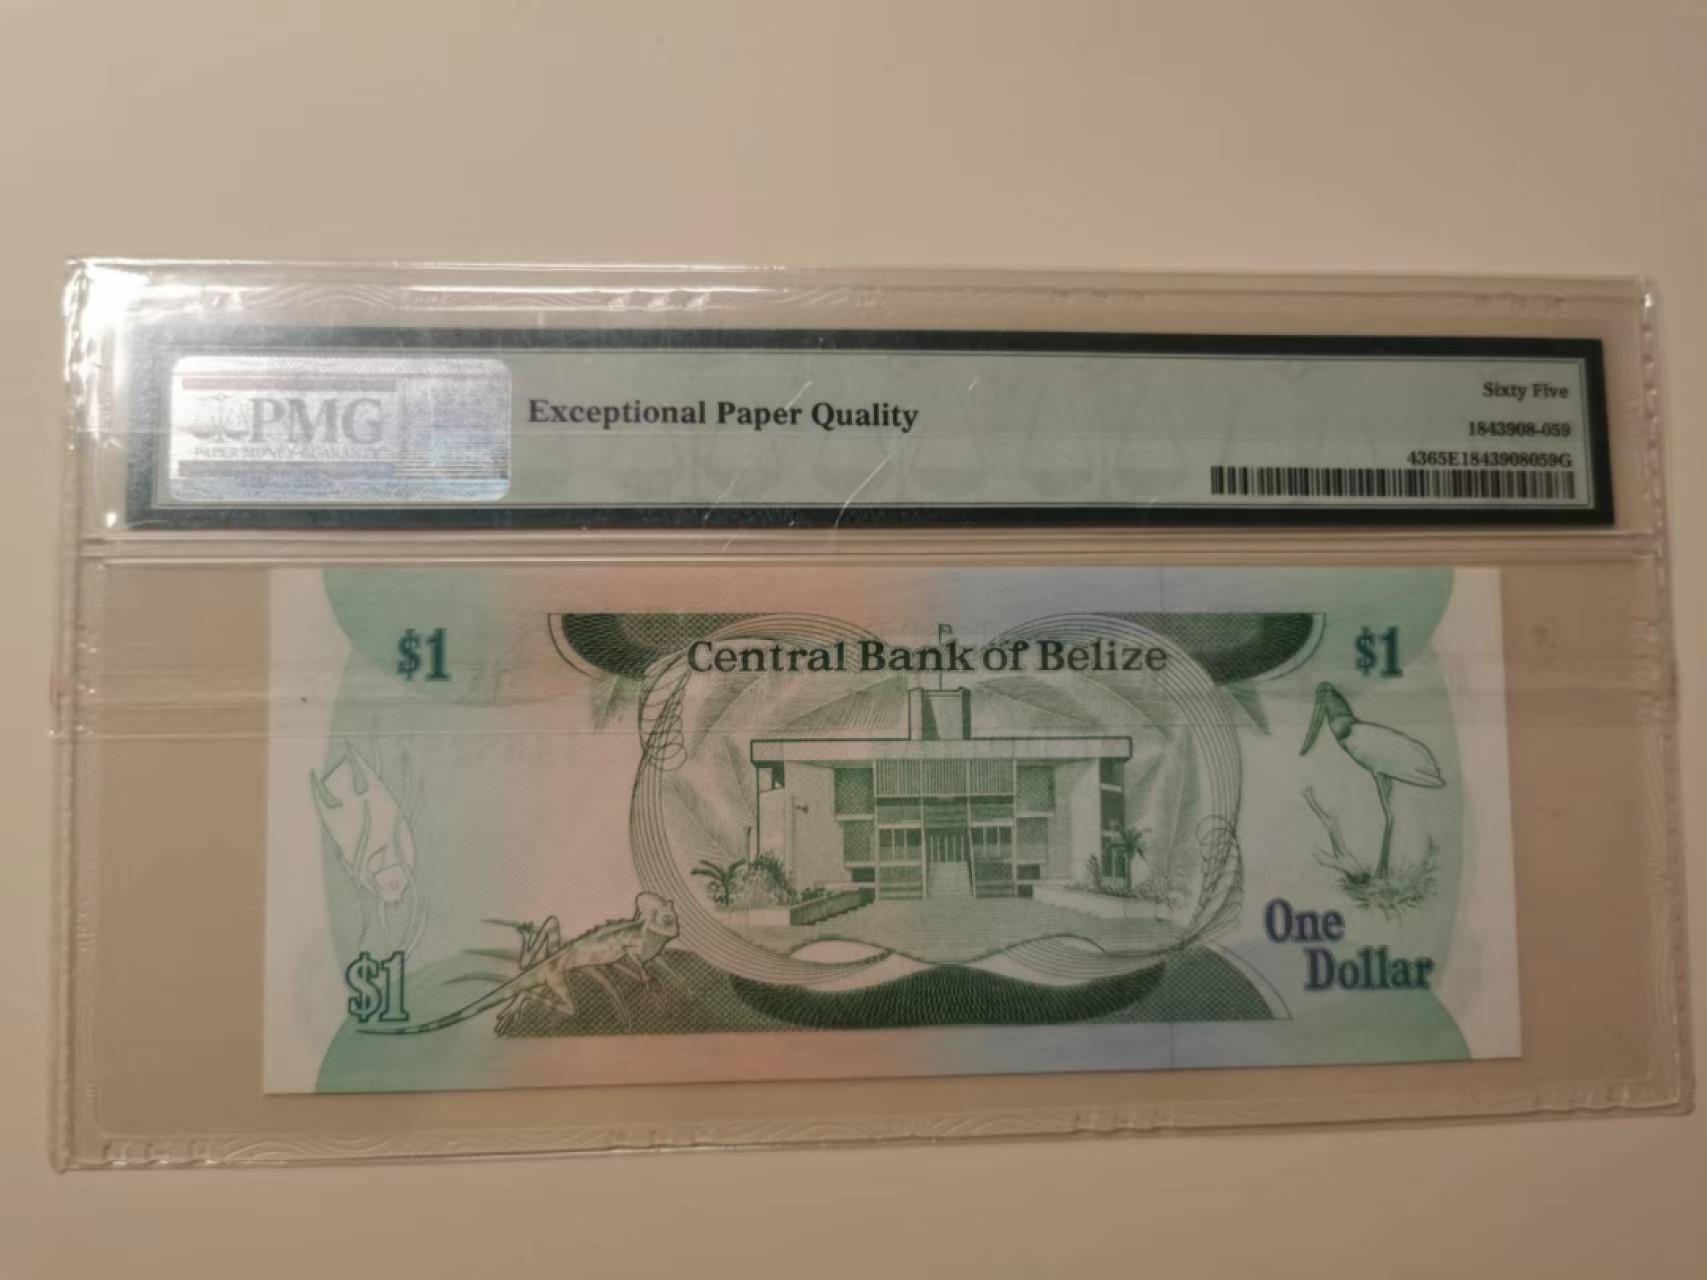 PMG
PAPER MONEY GUARANTY
Exceptional Paper Quality
Sixty Five
1843908-059
4365E1843908059G
$1
Central Bank of Belize
$1
One
Dollar
$1